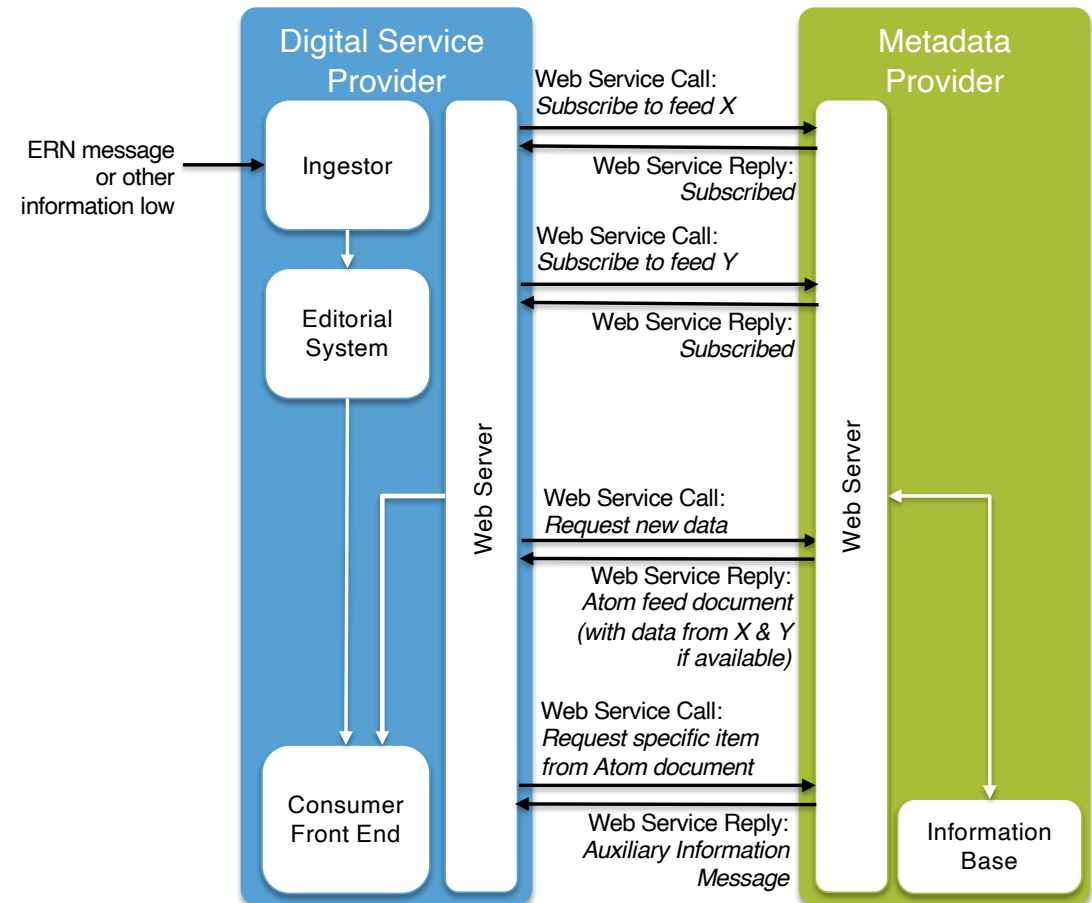 Digital Service
Provider
Metadata
Provider
ERN message
or other
information low
Ingestor
Editorial
System
Consumer
Front End
Web Server
Web Service Call:
Subscribe to feed X
Web Service Reply:
Subscribed
Web Service Call:
Subscribe to feed Y
Web Service Reply:
Subscribed
Web Service Call:
Request new data
Web Service Reply:
Atom feed document
(with data from X & Y
if available)
Web Service Call:
Request specific item
from Atom document
Web Service Reply:
Auxiliary Information
Message
Web Server
Information
Base